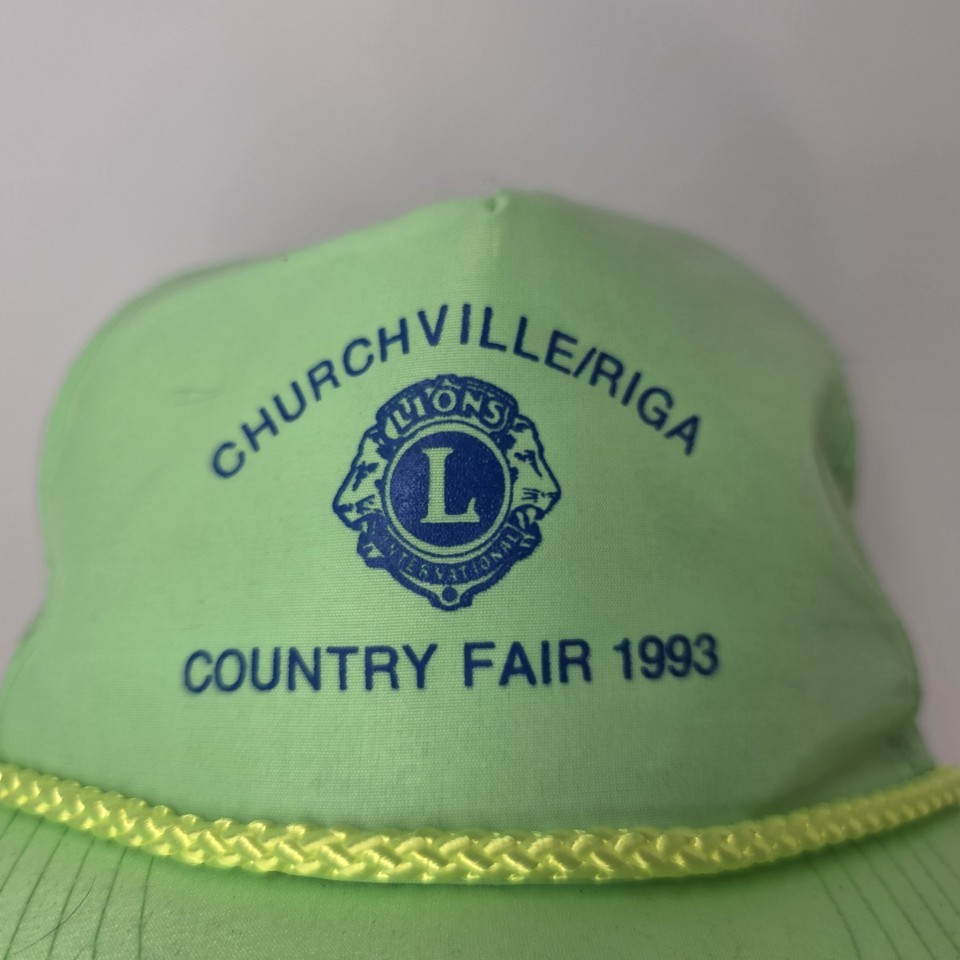 CHURCHVILLE/RIGA
LIONS
L
INTERNATIONAL
COUNTRY FAIR 1993